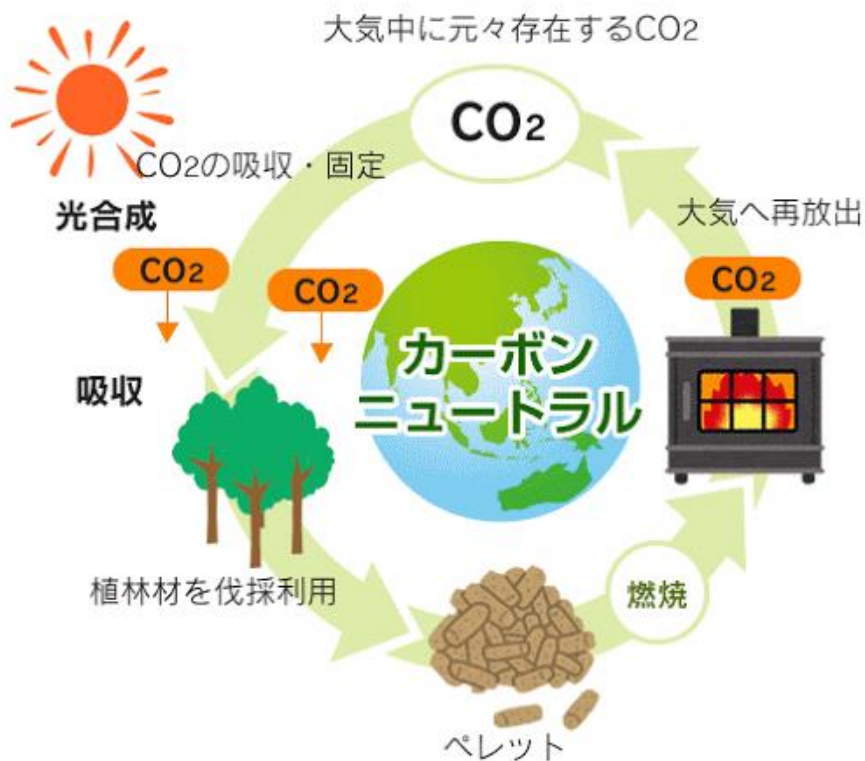 大気中に元々存在するCO2
CO2
CO2の吸収・固定
光合成
大気へ再放出
CO2
CO2
CO2
カーボン
ニュートラル
吸収
植林材を伐採利用
燃焼
ペレット